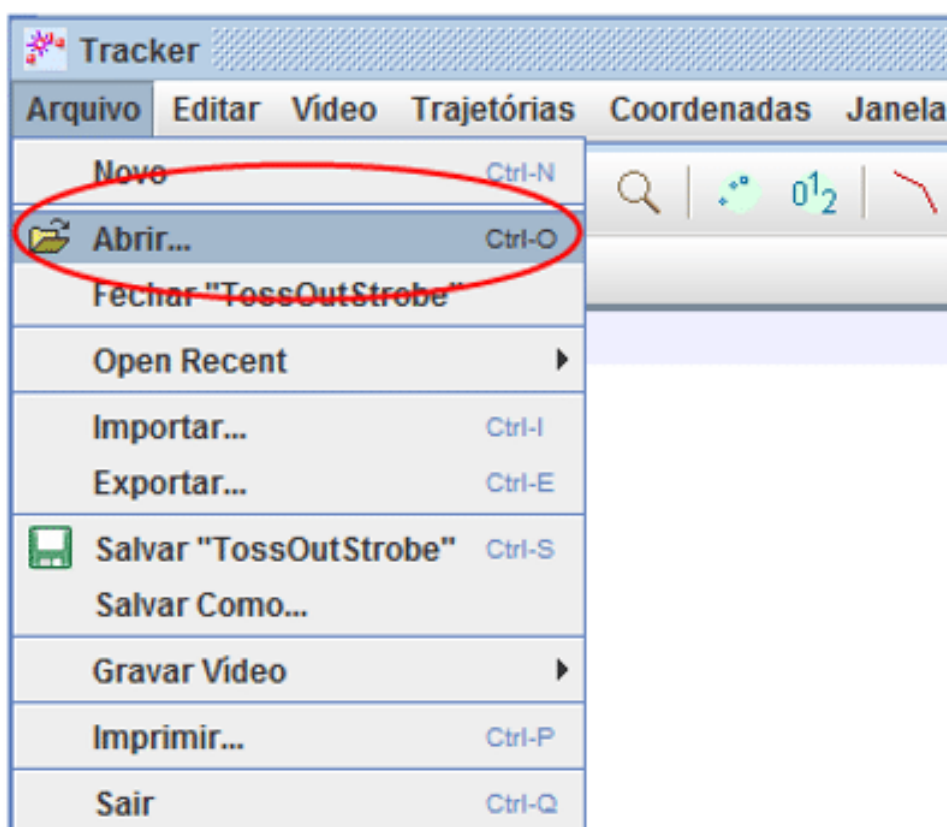 Tracker
Arquivo Editar Vídeo Trajetórias Coordenadas Janela
Novo Ctrl-N
Abrir... Ctrl-O
Fechar "TossOutStrobe"
Open Recent
Importar... Ctrl-I
Exportar... Ctrl-E
Salvar "TossOutStrobe" Ctrl-S
Salvar Como...
Gravar Vídeo
Imprimir... Ctrl-P
Sair Ctrl-Q
012